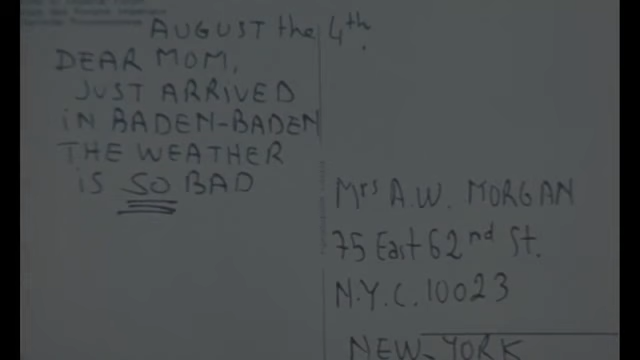 AUGUST the 4th.
DEAR MOM,
JUST ARRIVED
iN BADEN-BADEN
THE WEATHER
iS SO BAD
Mrs A.W. MORGAN
75 East 62nd St.
N.Y.C. 10023
NEW-YORK